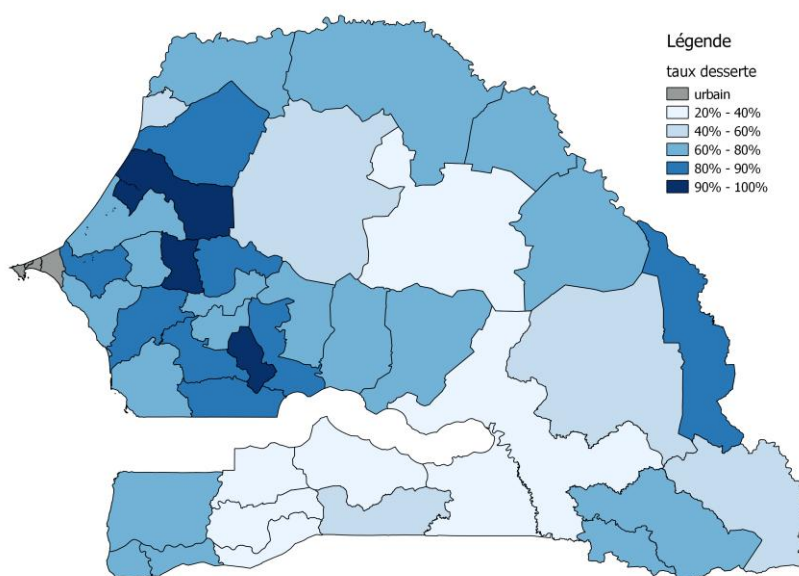 Légende
taux desserte
urbain
20% - 40%
40% - 60%
60% - 80%
80% - 90%
90% - 100%